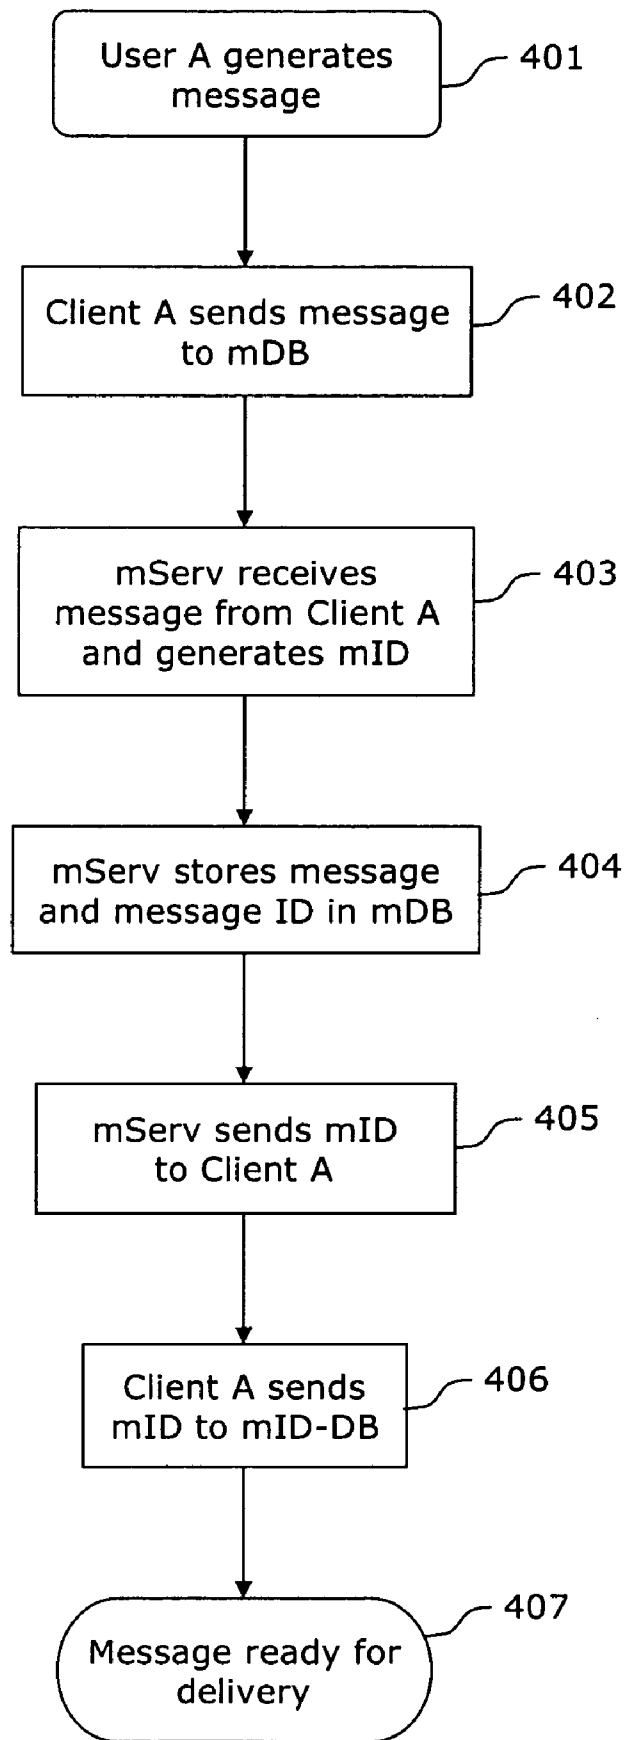 User A generates
message
401
Client A sends message
to mDB
402
mServ receives
message from Client A
and generates mID
403
mServ stores message
and message ID in mDB
404
mServ sends mID
to Client A
405
Client A sends
mID to mID-DB
406
Message ready for
delivery
407